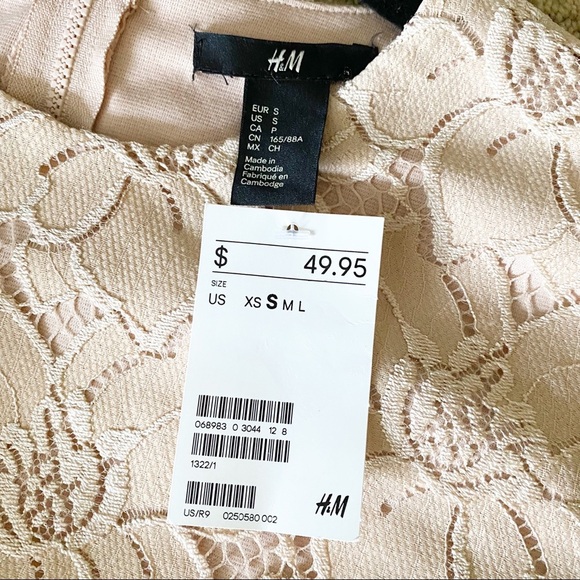 H&M
EUR S
US S
CA P
CN 165/88A
MX CH
Made in
Cambodia
Fabriqué en
Cambodge
$ 49.95
SIZE
US XS S M L
068983 0 3044 12 8
1322/1
US/R9 0250580 002
H&M